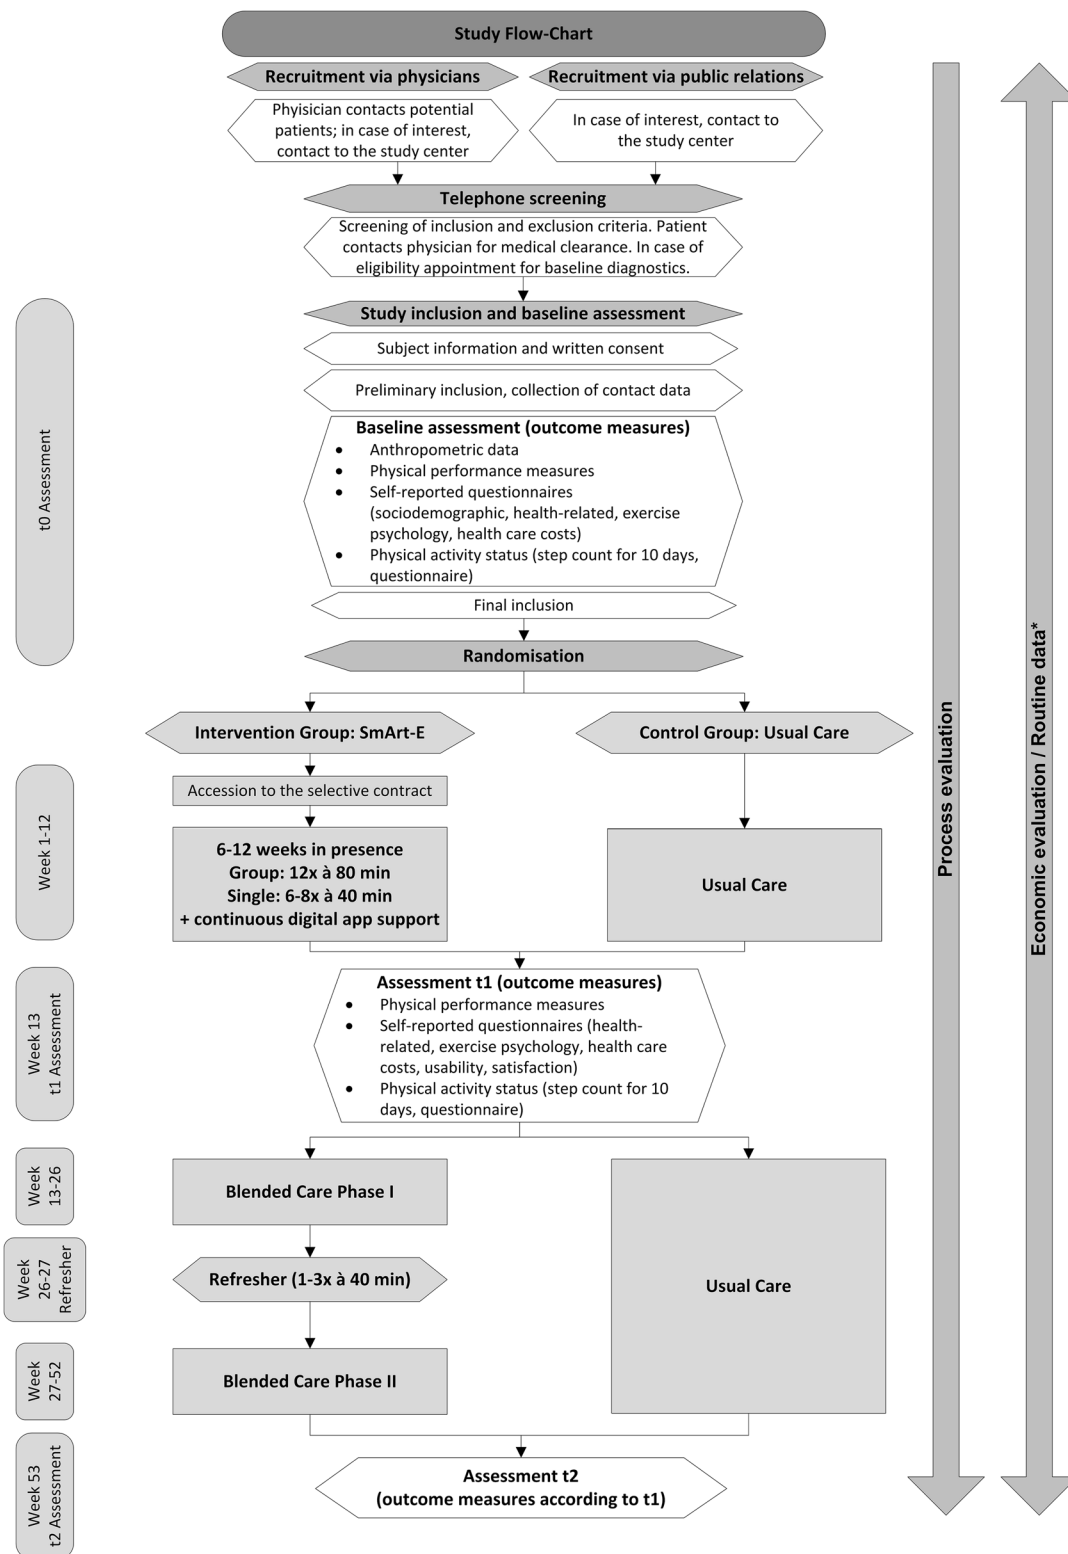 Study Flow-Chart
Recruitment via physicians
Recruitment via public relations
Phyisician contacts potential
patients; in case of interest,
contact to the study center
In case of interest, contact to
the study center
Telephone screening
Screening of inclusion and exclusion criteria. Patient
contacts physician for medical clearance. In case of
eligibility appointment for baseline diagnostics.
t0 Assessment
Study inclusion and baseline assessment
Subject information and written consent
Preliminary inclusion, collection of contact data
Baseline assessment (outcome measures)
• Anthropometric data
• Physical performance measures
• Self-reported questionnaires
(sociodemographic, health-related, exercise
psychology, health care costs)
• Physical activity status (step count for 10 days,
questionnaire)
Final inclusion
Randomisation
Intervention Group: SmArt-E
Control Group: Usual Care
Week 1-12
Accession to the selective contract
6-12 weeks in presence
Group: 12x à 80 min
Single: 6-8x à 40 min
+ continuous digital app support
Usual Care
Week 13
t1 Assessment
Assessment t1 (outcome measures)
• Physical performance measures
• Self-reported questionnaires (health-
related, exercise psychology, health care
costs, usability, satisfaction)
• Physical activity status (step count for 10
days, questionnaire)
Week
13-26
Blended Care Phase I
Week
26-27
Refresher
Refresher (1-3x à 40 min)
Usual Care
Week
27-52
Blended Care Phase II
Week 53
t2 Assessment
Assessment t2
(outcome measures according to t1)
Process evaluation
Economic evaluation / Routine data*